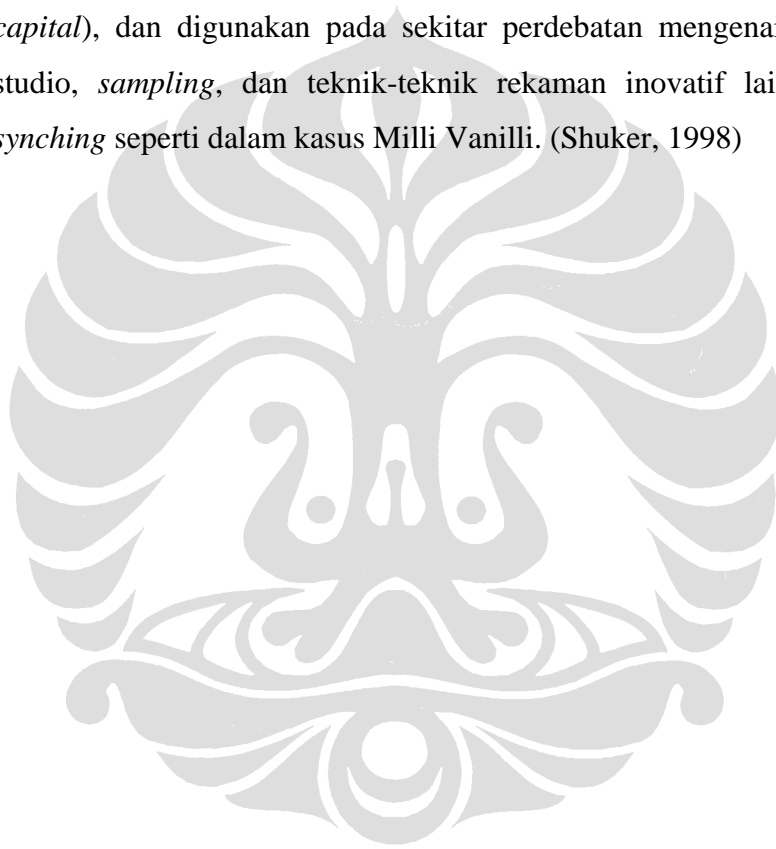 capital), dan digunakan pada sekitar perdebatan mengenai
studio, sampling, dan teknik-teknik rekaman inovatif lai
synching seperti dalam kasus Milli Vanilli. (Shuker, 1998)